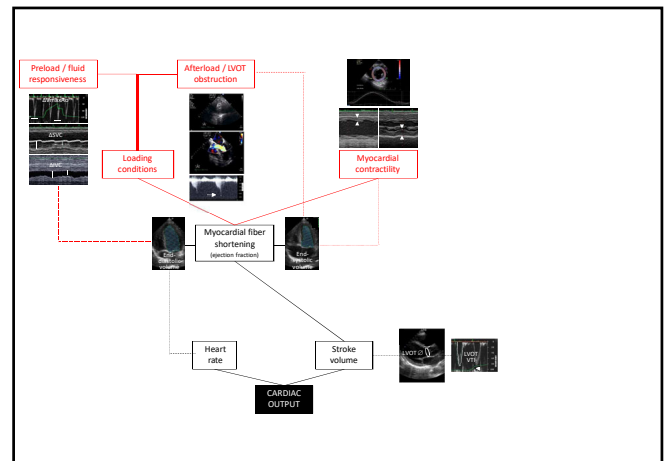 Preload / fluid
responsiveness
Afterload / LVOT
obstruction
ΔSVC
ΔIVC
Loading
conditions
Myocardial
contractility
Myocardial fiber
shortening
(ejection fraction)
End-
diastolic
volume
End-
systolic
volume
Heart
rate
Stroke
volume
LVOT ∅
LVOT
VTI
CARDIAC
OUTPUT